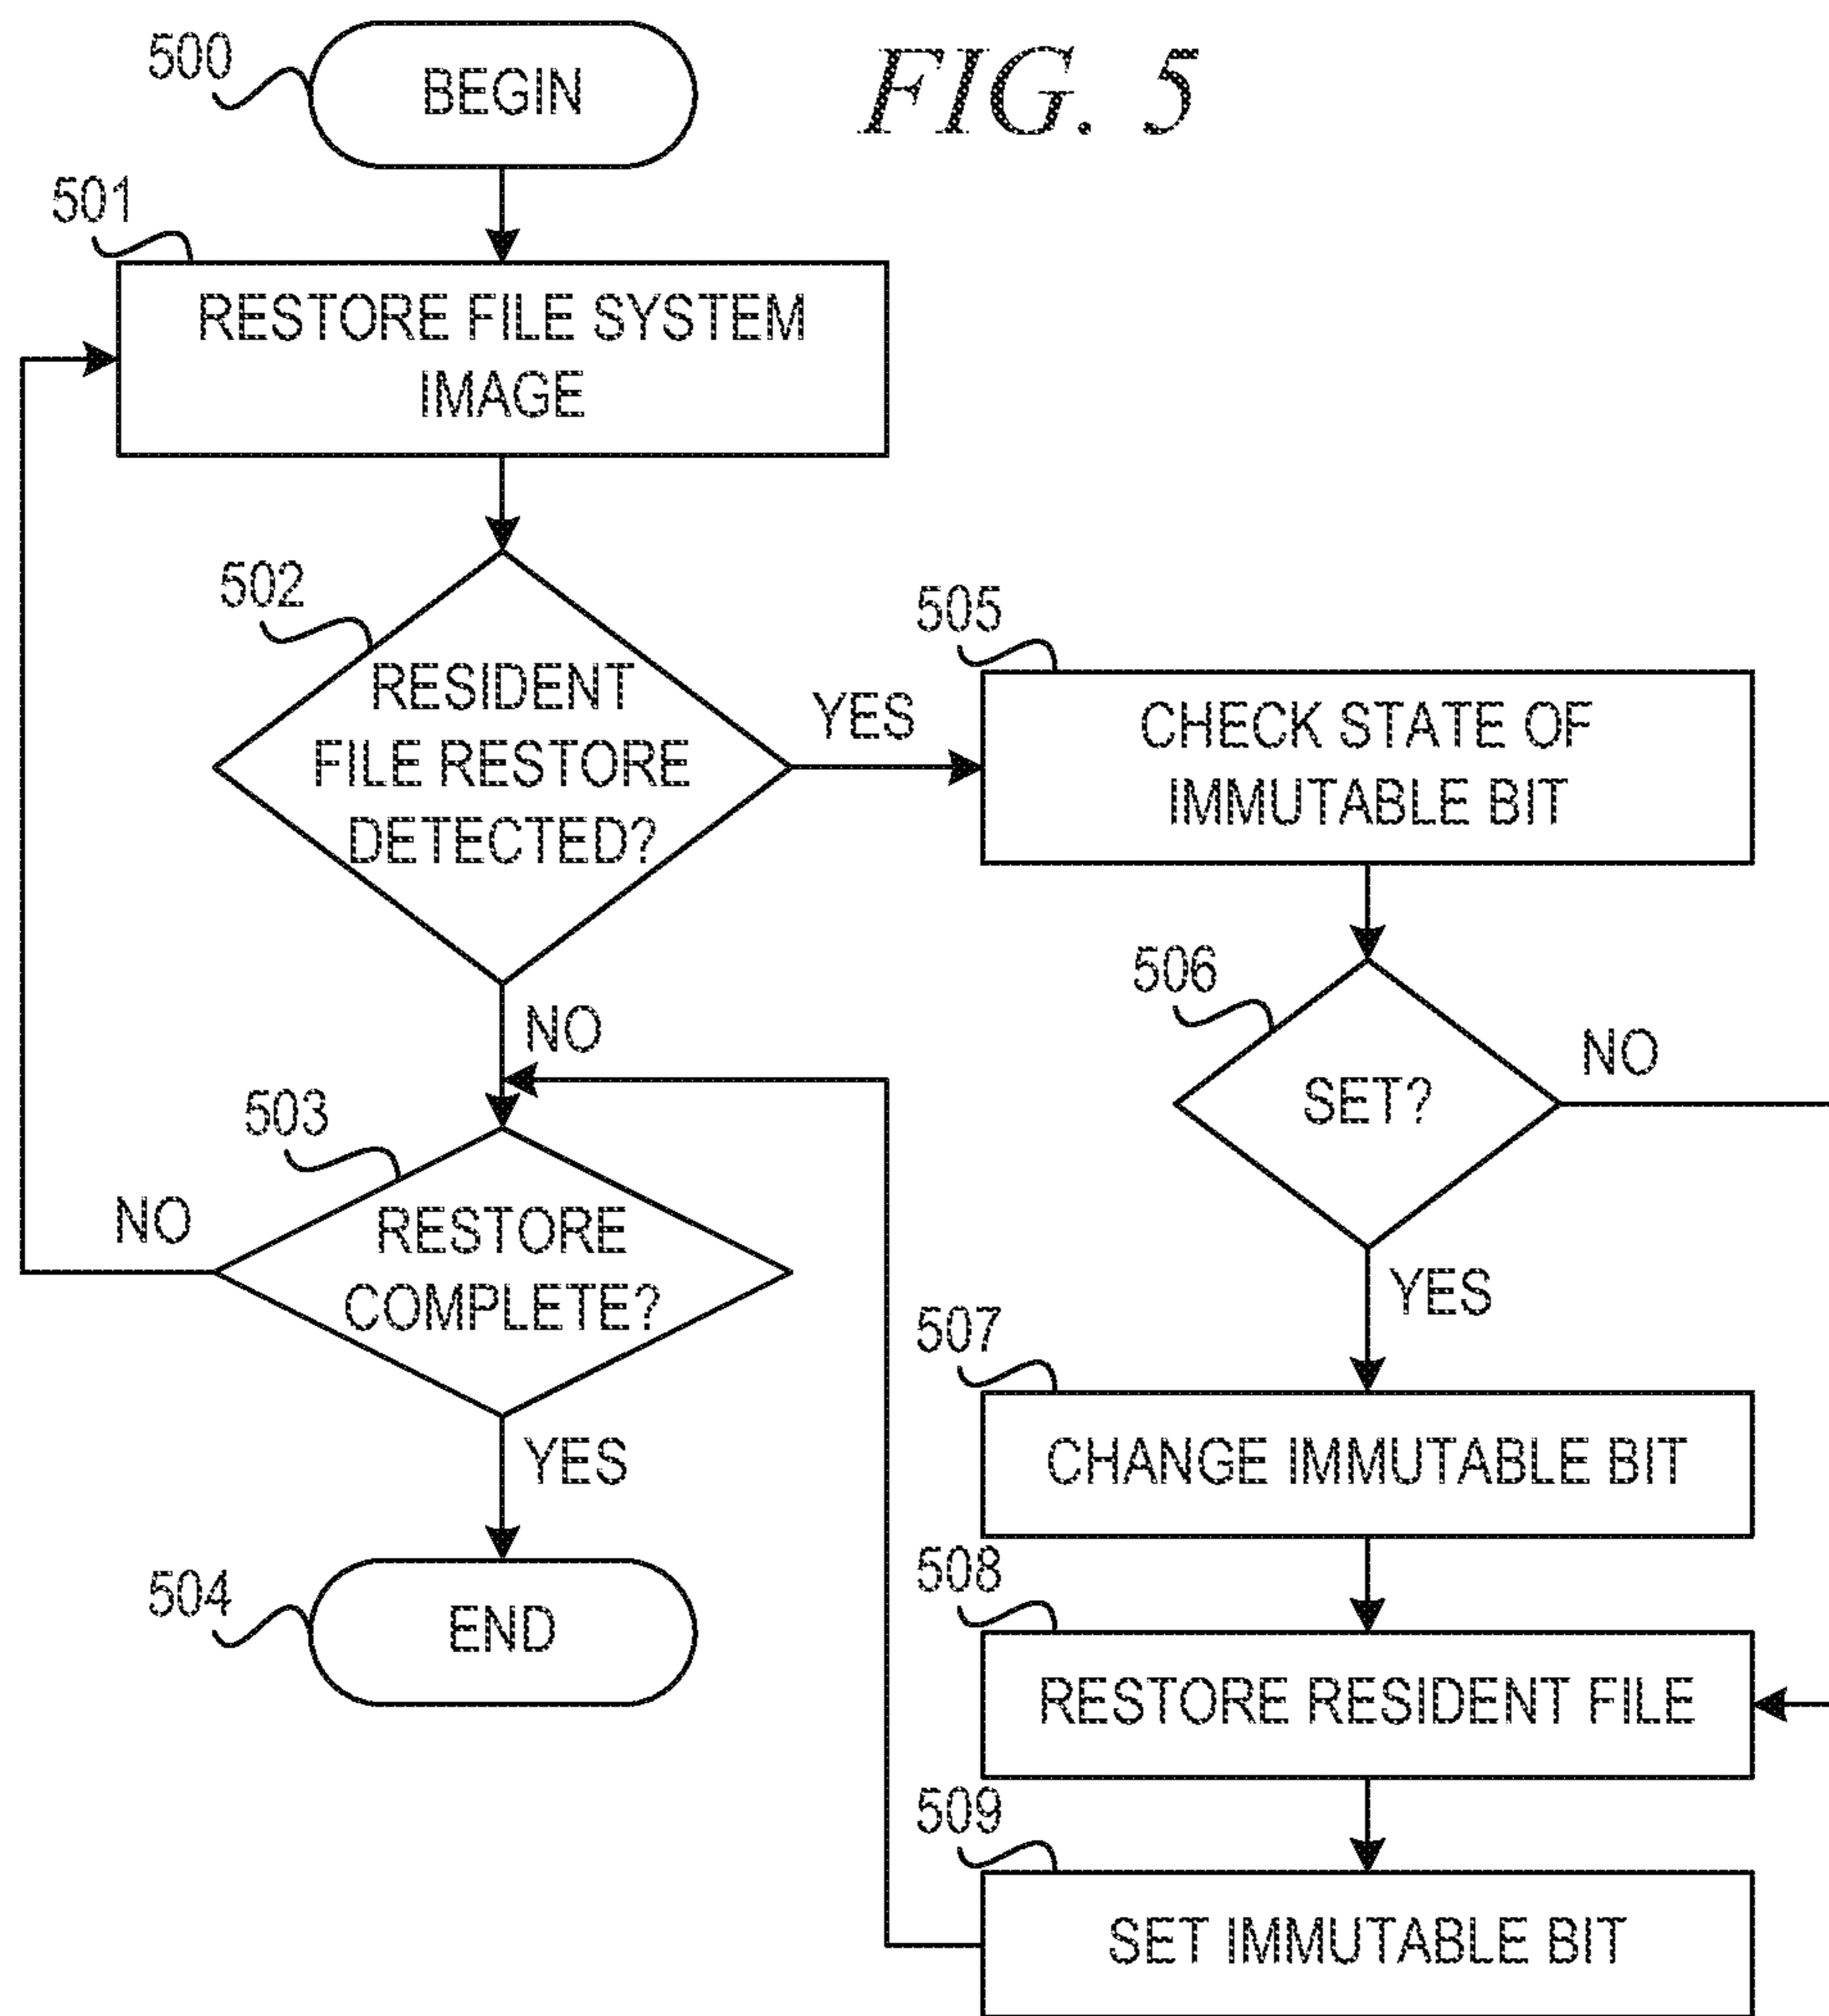 FIG. 5
500
BEGIN
501
RESTORE FILE SYSTEM
IMAGE
502
RESIDENT
FILE RESTORE
DETECTED?
YES
NO
503
RESTORE
COMPLETE?
NO
YES
504
END
505
CHECK STATE OF
IMMUTABLE BIT
506
SET?
NO
YES
507
CHANGE IMMUTABLE BIT
508
RESTORE RESIDENT FILE
509
SET IMMUTABLE BIT